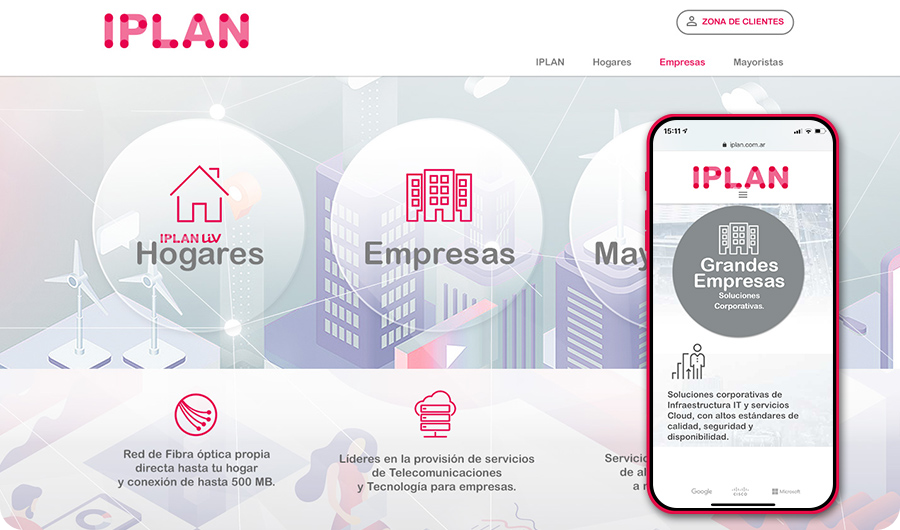 IPLAN
ZONA DE CLIENTES
IPLAN Hogares Empresas Mayoristas
IPLAN liv
Hogares
Empresas
May
Red de Fibra óptica propia
directa hasta tu hogar
y conexión de hasta 500 MB.
Líderes en la provisión de servicios
de Telecomunicaciones
y Tecnología para empresas.
Servicio
de al
a n
15:11
iplan.com.ar
IPLAN
Grandes
Empresas
Soluciones
Corporativas.
Soluciones corporativas de
Infraestructura IT y servicios
Cloud, con altos estándares de
calidad, seguridad y
disponibilidad.
Google
CISCO
Microsoft